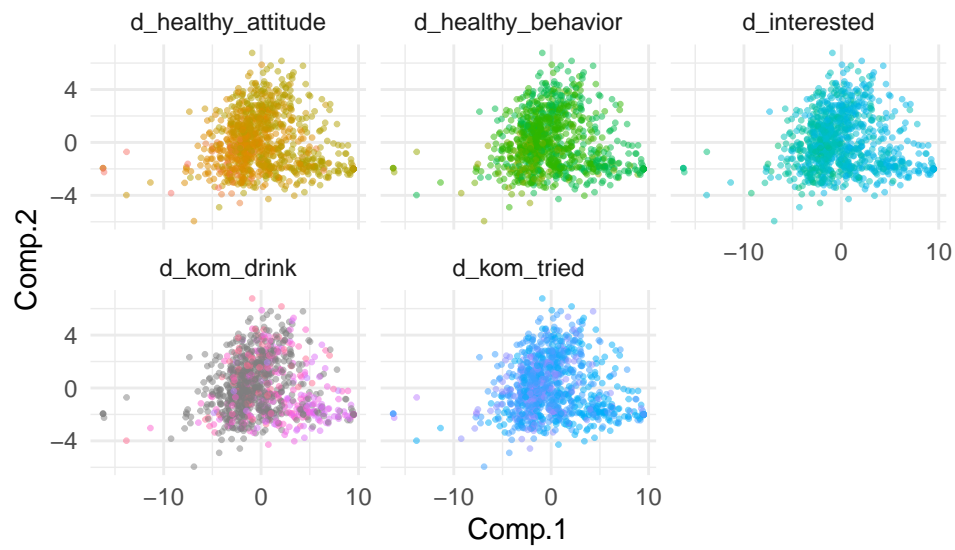 d_healthy_attitude d_healthy_behavior d_interested
4
0
−4
−10 0 10
Comp.2
d_kom_drink d_kom_tried
4
0
−4
−10 0 10 −10 0 10
Comp.1